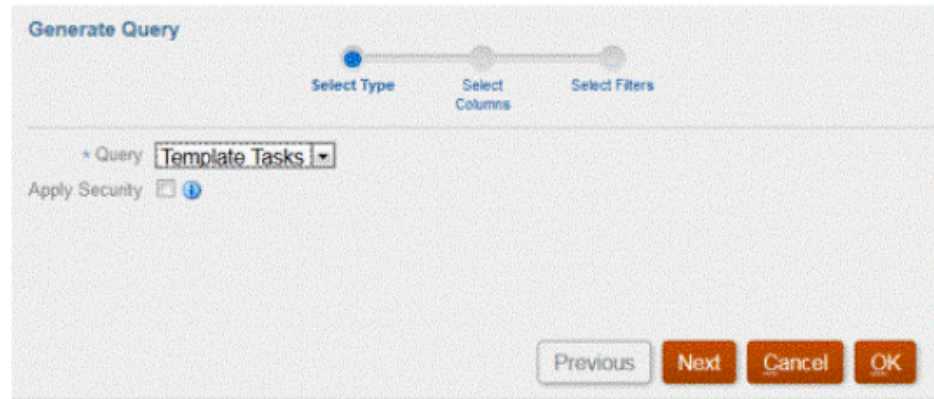 Generate Query
Select Type
Select
Columns
Select Filters
* Query Template Tasks
Apply Security
Previous Next Cancel OK